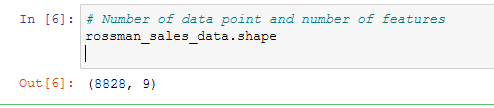 In [6]: # Number of data point and number of features
rossman_sales_data.shape
Out[6]: (8828, 9)